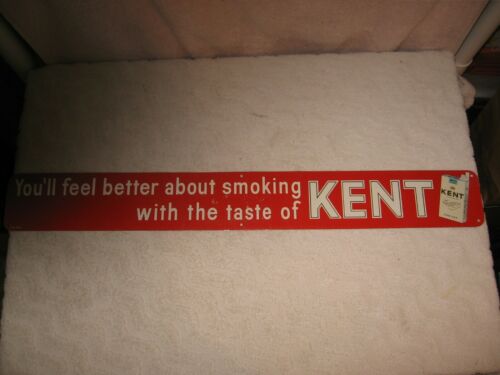 You'll feel better about smoking
with the taste of
KENT
KENT